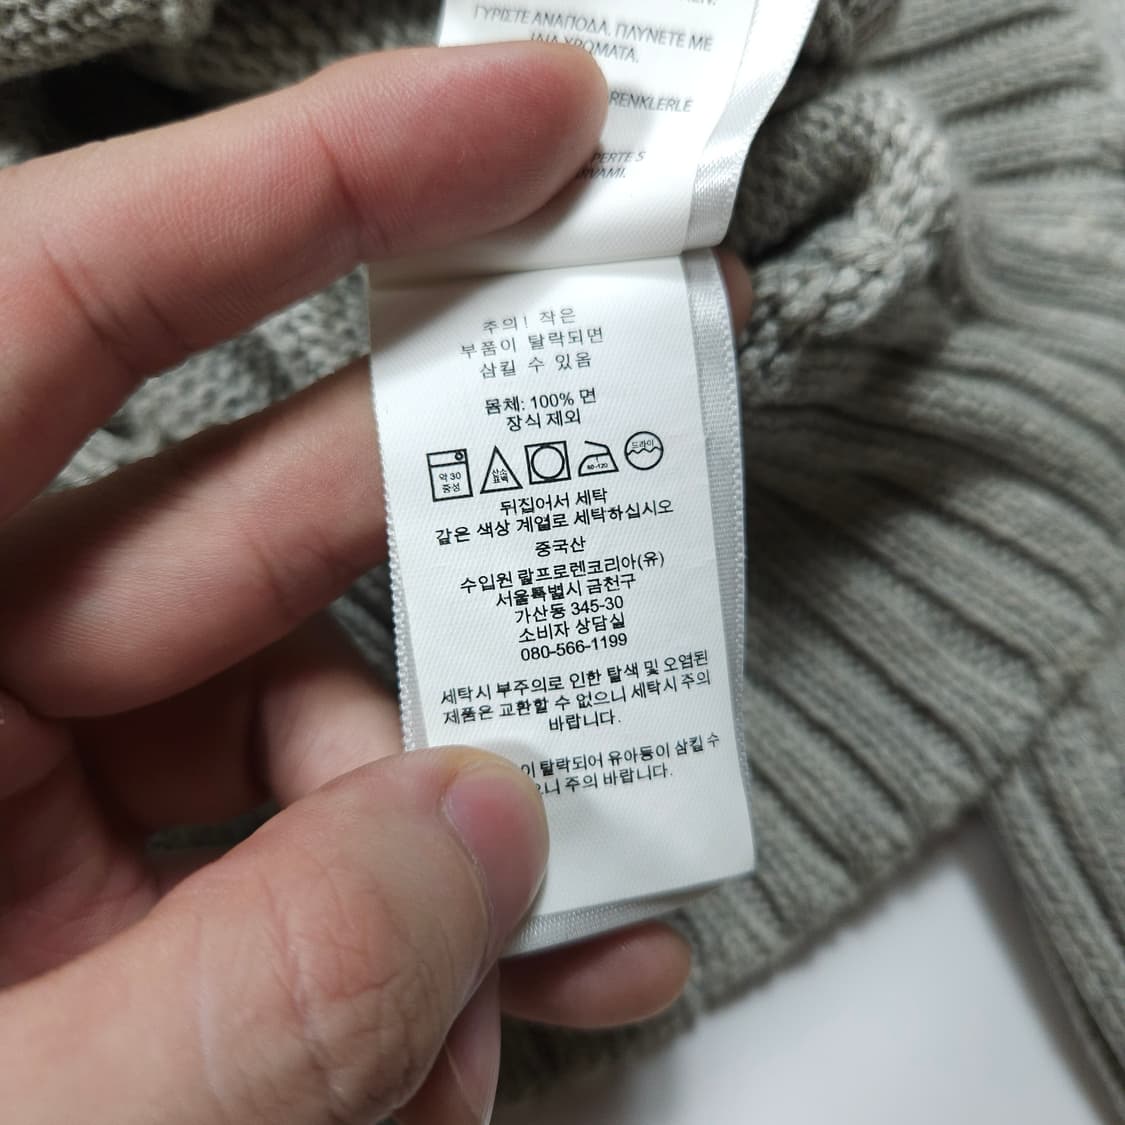 ΓΥΡΙΣΤΕ ΑΝΑΠΟΔΑ. ΠΛΥΝΕΤΕ ΜΕ
ΧΡΩΜΑΤΑ.
RENKLERLE
PERTE S
주의! 작은
부품이 탈락되면
삼킬 수 있음
몸체: 100% 면
장식 제외
약 30
중성
산소
표백
60-120
드라이
뒤집어서 세탁
같은 색상 계열로 세탁하십시오
중국산
수입원 랄프로렌코리아(유)
서울특별시 금천구
가산동 345-30
소비자 상담실
080-566-1199
세탁시 부주의로 인한 탈색 및 오염된
제품은 교환할 수 없으니 세탁시 주의
바랍니다.
이 탈락되어 유아등이 삼킬 수
으니 주의 바랍니다.